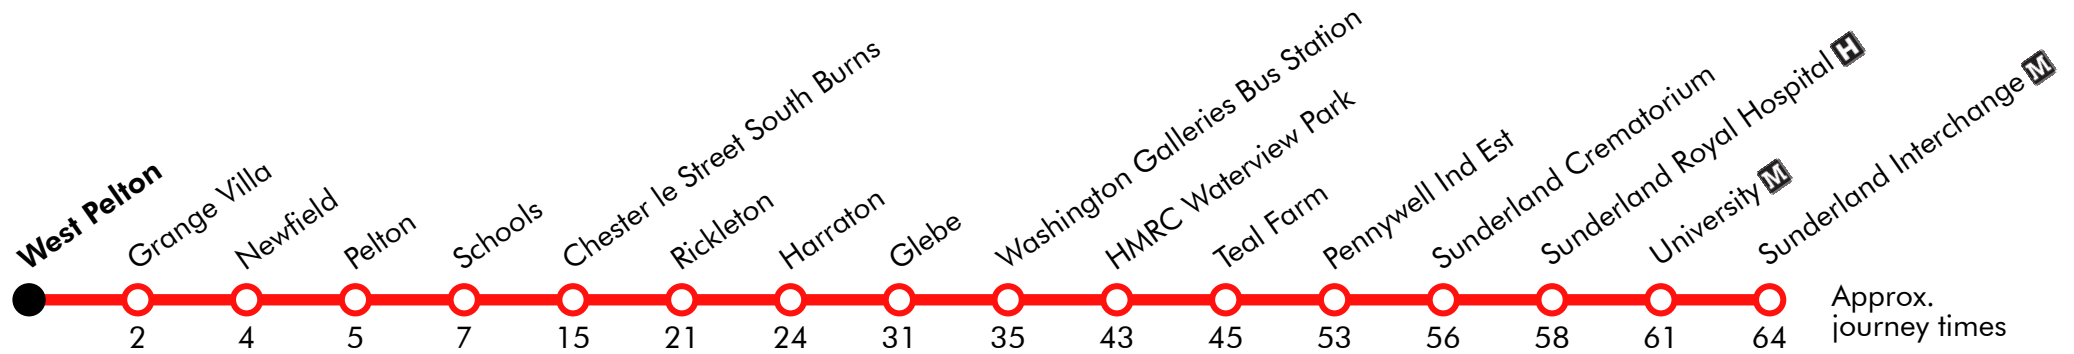 West Pelton
Grange Villa
Newfield
Pelton
Schools
Chester le Street South Burns
Rickleton
Harraton
Glebe
Washington Galleries Bus Station
HMRC Waterview Park
Teal Farm
Pennywell Ind Est
Sunderland Crematorium
Sunderland Royal Hospital H
University M
Sunderland Interchange M
2 4 5 7 15 21 24 31 35 43 45 53 56 58 61 64
Approx.
journey times